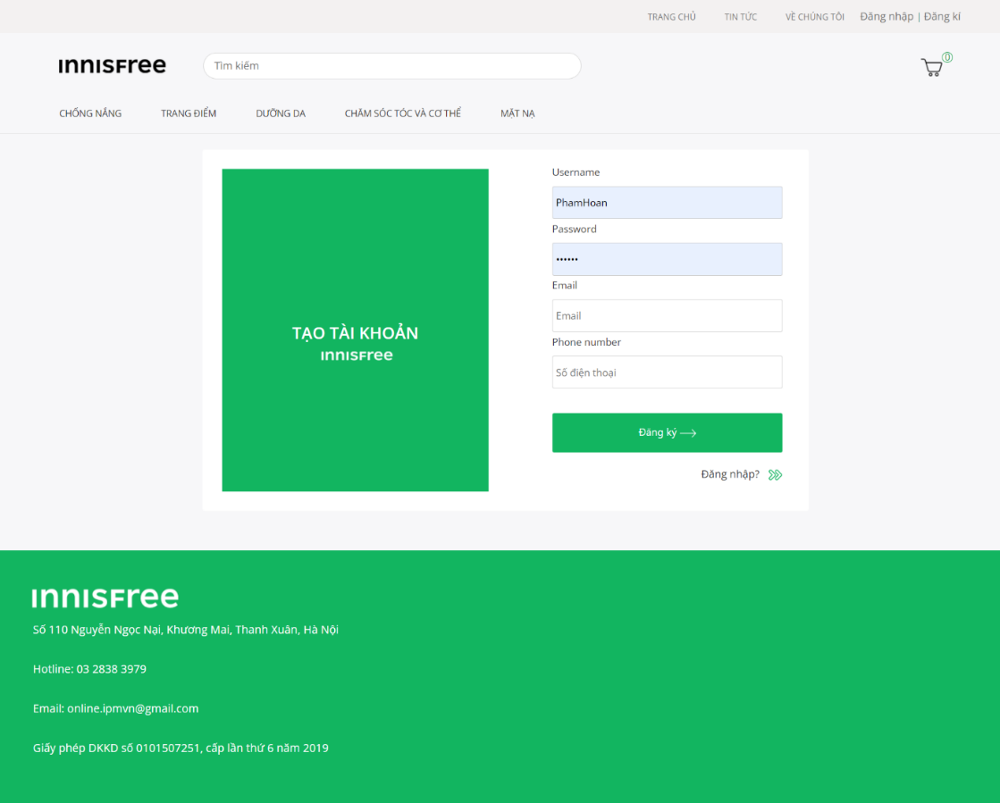 TRANG CHỦ TIN TỨC VỀ CHÚNG TÔI Đăng nhập | Đăng kí
INNISFree Tìm kiếm 0
CHỐNG NẮNG TRANG ĐIỂM DƯỠNG DA CHĂM SÓC TÓC VÀ CƠ THỂ MẶT NẠ
TẠO TÀI KHOẢN
INNISFree
Username
PhamHoan
Password
••••••
Email
Email
Phone number
Số điện thoại
Đăng ký
Đăng nhập?
INNISFree
Số 110 Nguyễn Ngọc Nại, Khương Mai, Thanh Xuân, Hà Nội
Hotline: 03 2838 3979
Email: online.ipmvn@gmail.com
Giấy phép DKKD số 0101507251, cấp lần thứ 6 năm 2019